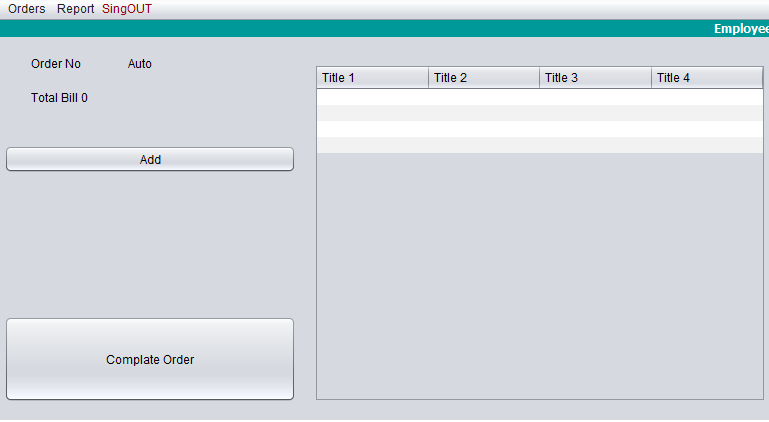 Orders Report SingOUT
Employee
Order No Auto
Total Bill 0
Add
Complate Order
Title 1 Title 2 Title 3 Title 4